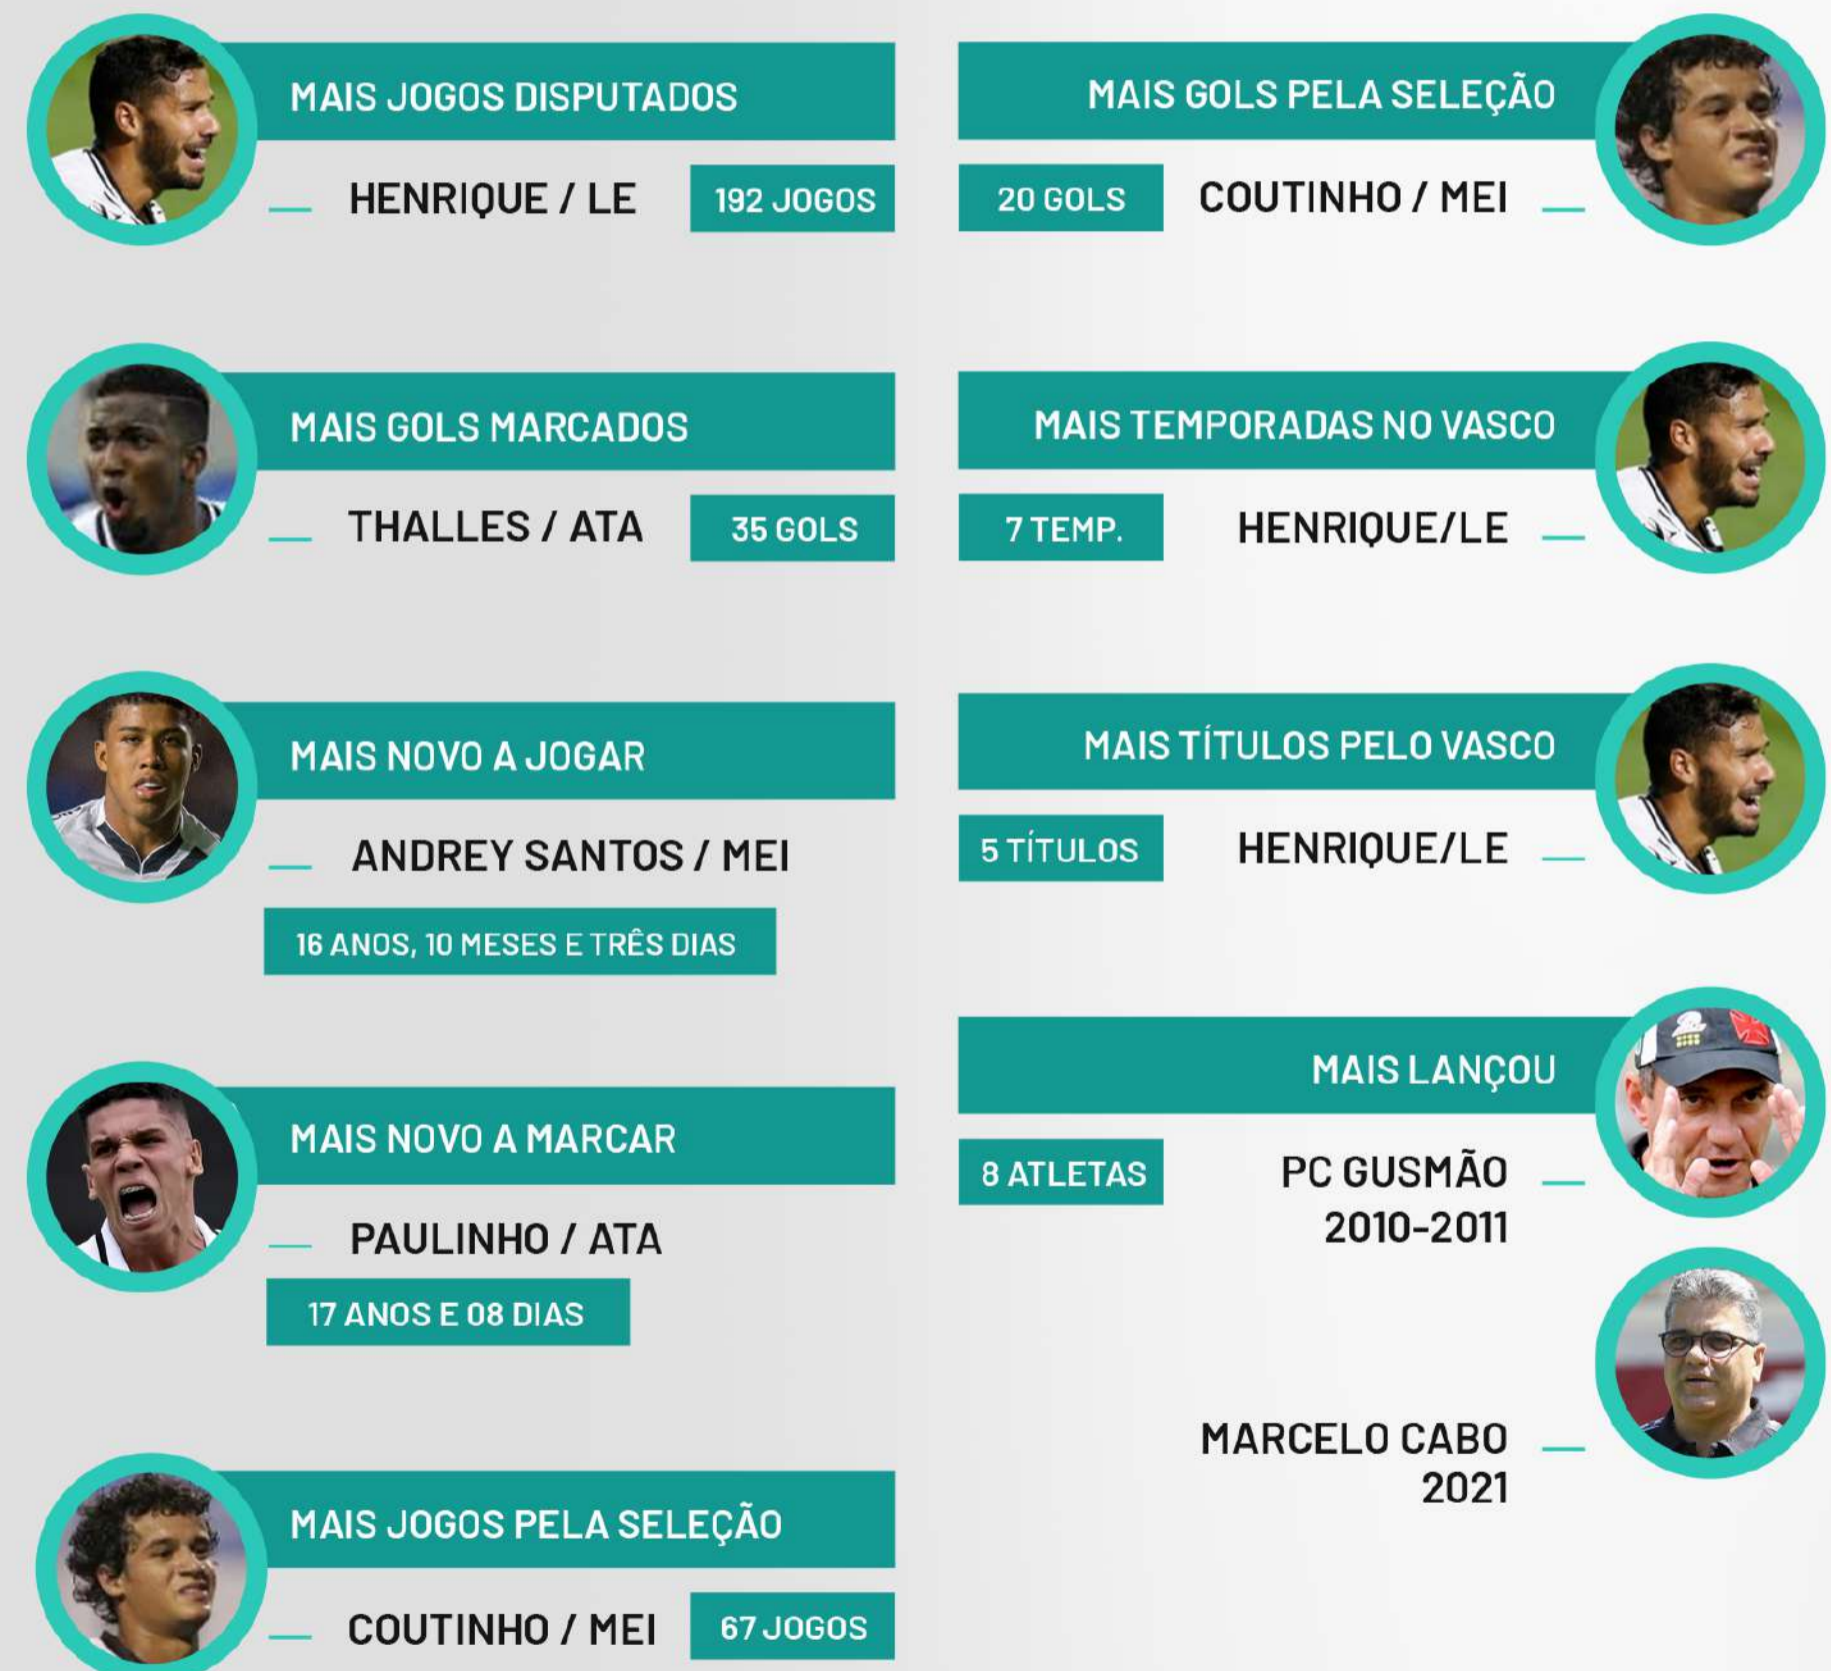 MAIS JOGOS DISPUTADOS
HENRIQUE / LE
192 JOGOS
MAIS GOLS MARCADOS
THALLES / ATA
35 GOLS
MAIS NOVO A JOGAR
ANDREY SANTOS / MEI
16 ANOS, 10 MESES E TRÊS DIAS
MAIS NOVO A MARCAR
PAULINHO / ATA
17 ANOS E 08 DIAS
MAIS JOGOS PELA SELEÇÃO
COUTINHO / MEI
67 JOGOS
MAIS GOLS PELA SELEÇÃO
20 GOLS
COUTINHO / MEI
MAIS TEMPORADAS NO VASCO
7 TEMP.
HENRIQUE/LE
MAIS TÍTULOS PELO VASCO
5 TÍTULOS
HENRIQUE/LE
MAIS LANÇOU
8 ATLETAS
PC GUSMÃO
2010-2011
MARCELO CABO
2021